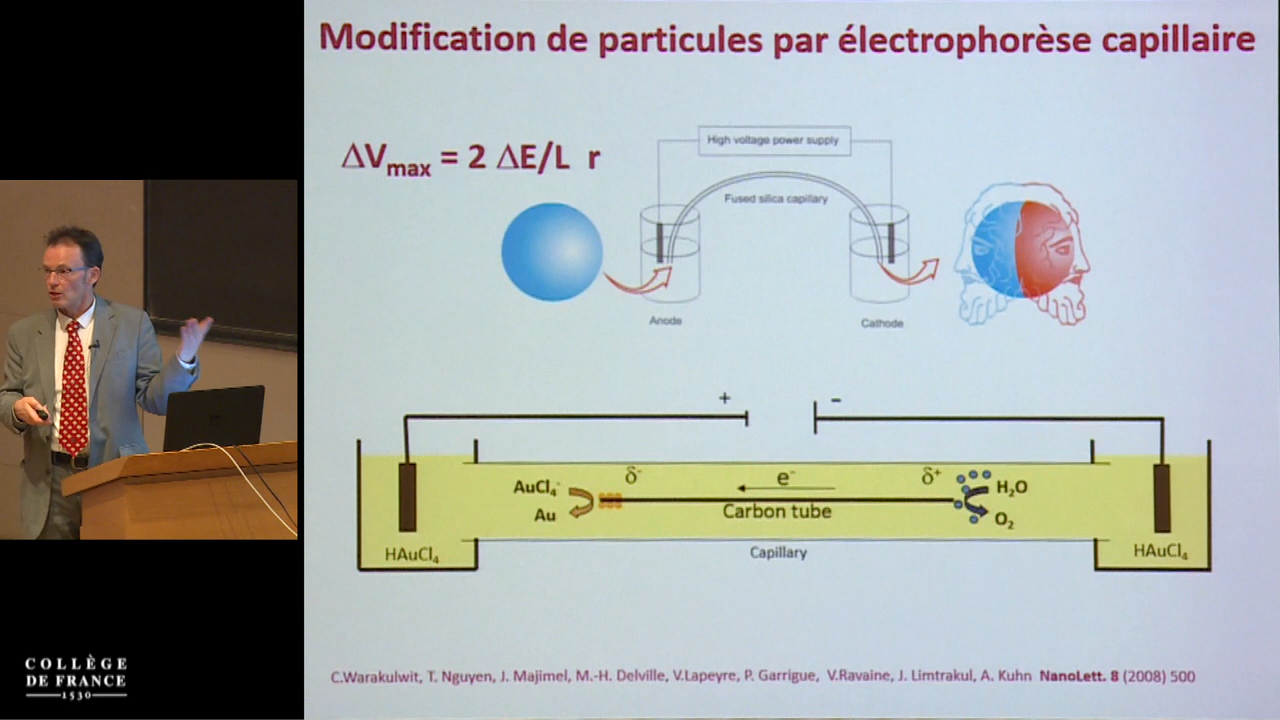 Modification de particules par électrophorèse capillaire
ΔVmax = 2 ΔE/L r
High voltage power supply
Fused silica capillary
Anode
Cathode
+
-
δ-
e-
δ+
AuCl4-
H2O
Au
Carbon tube
O2
HAuCl4
Capillary
HAuCl4
C.Warakulwit, T. Nguyen, J. Majimel, M.-H. Delville, V.Lapeyre, P. Garrigue, V.Ravaine, J. Limtrakul, A. Kuhn NanoLett. 8 (2008) 500
COLLÈGE
DE FRANCE
1530